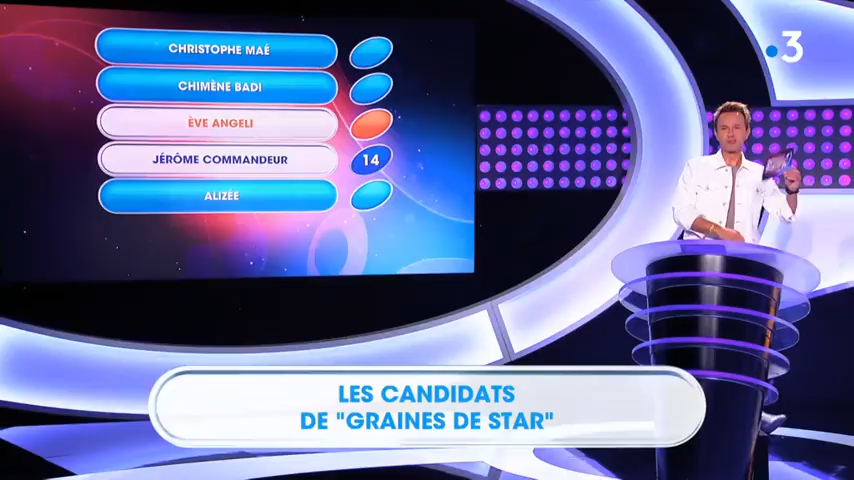 3
CHRISTOPHE MAÉ
CHIMÈNE BADI
ÈVE ANGELI
JÉRÔME COMMANDEUR 14
ALIZÉE
LES CANDIDATS
DE "GRAINES DE STAR"